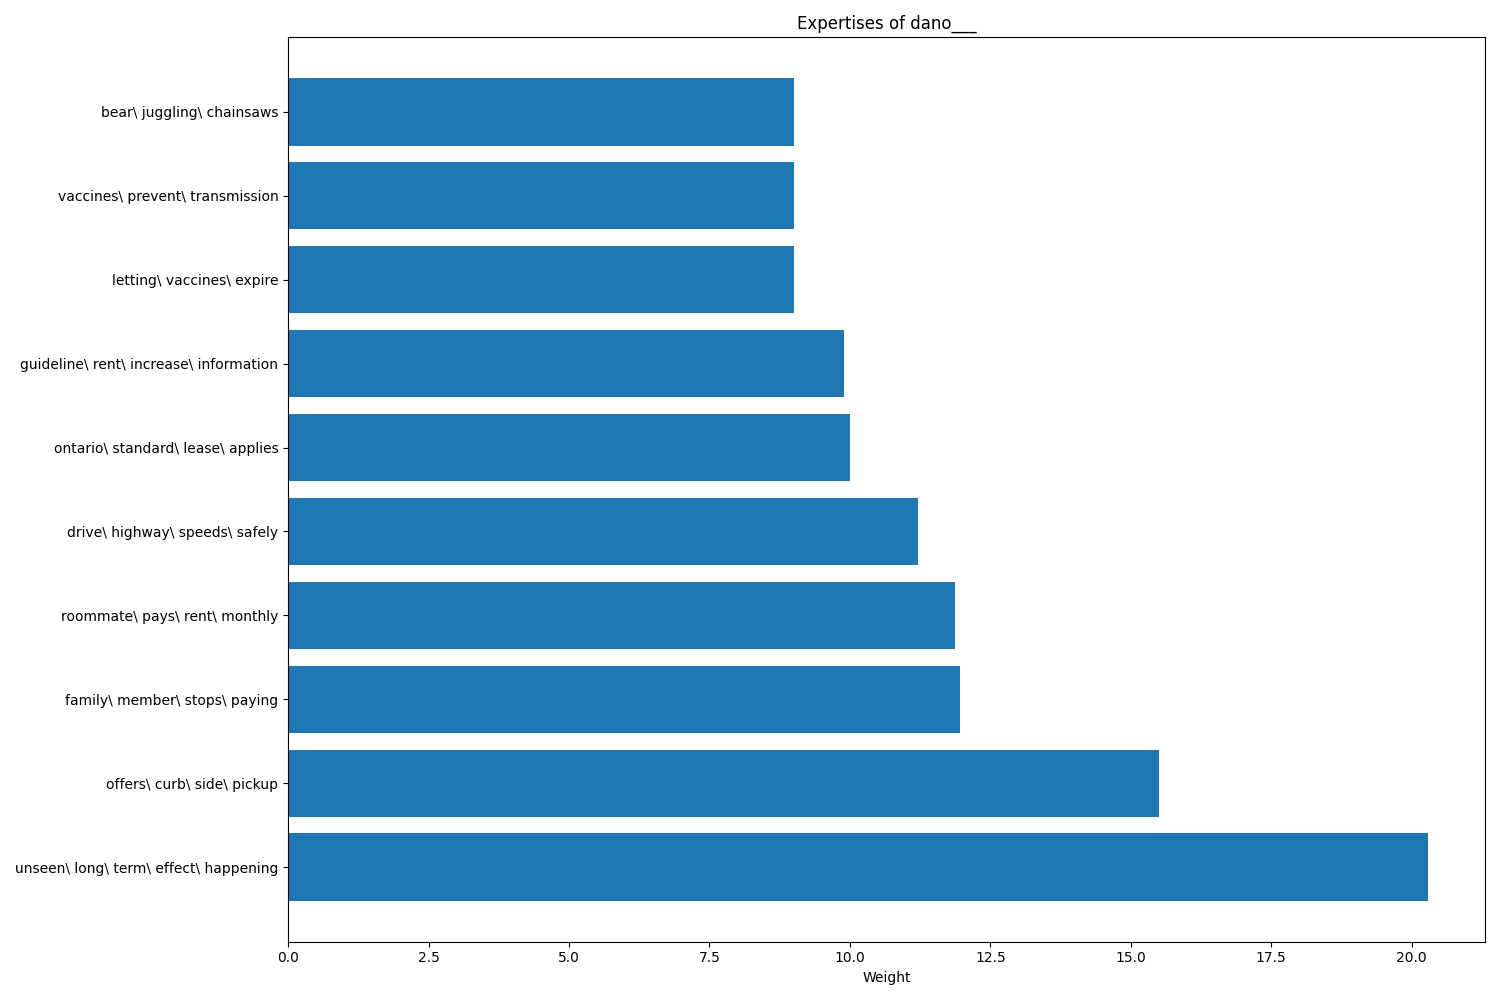 Expertises of dano___
bear\ juggling\ chainsaws
vaccines\ prevent\ transmission
letting\ vaccines\ expire
guideline\ rent\ increase\ information
ontario\ standard\ lease\ applies
drive\ highway\ speeds\ safely
roommate\ pays\ rent\ monthly
family\ member\ stops\ paying
offers\ curb\ side\ pickup
unseen\ long\ term\ effect\ happening
0.0 2.5 5.0 7.5 10.0 12.5 15.0 17.5 20.0
Weight